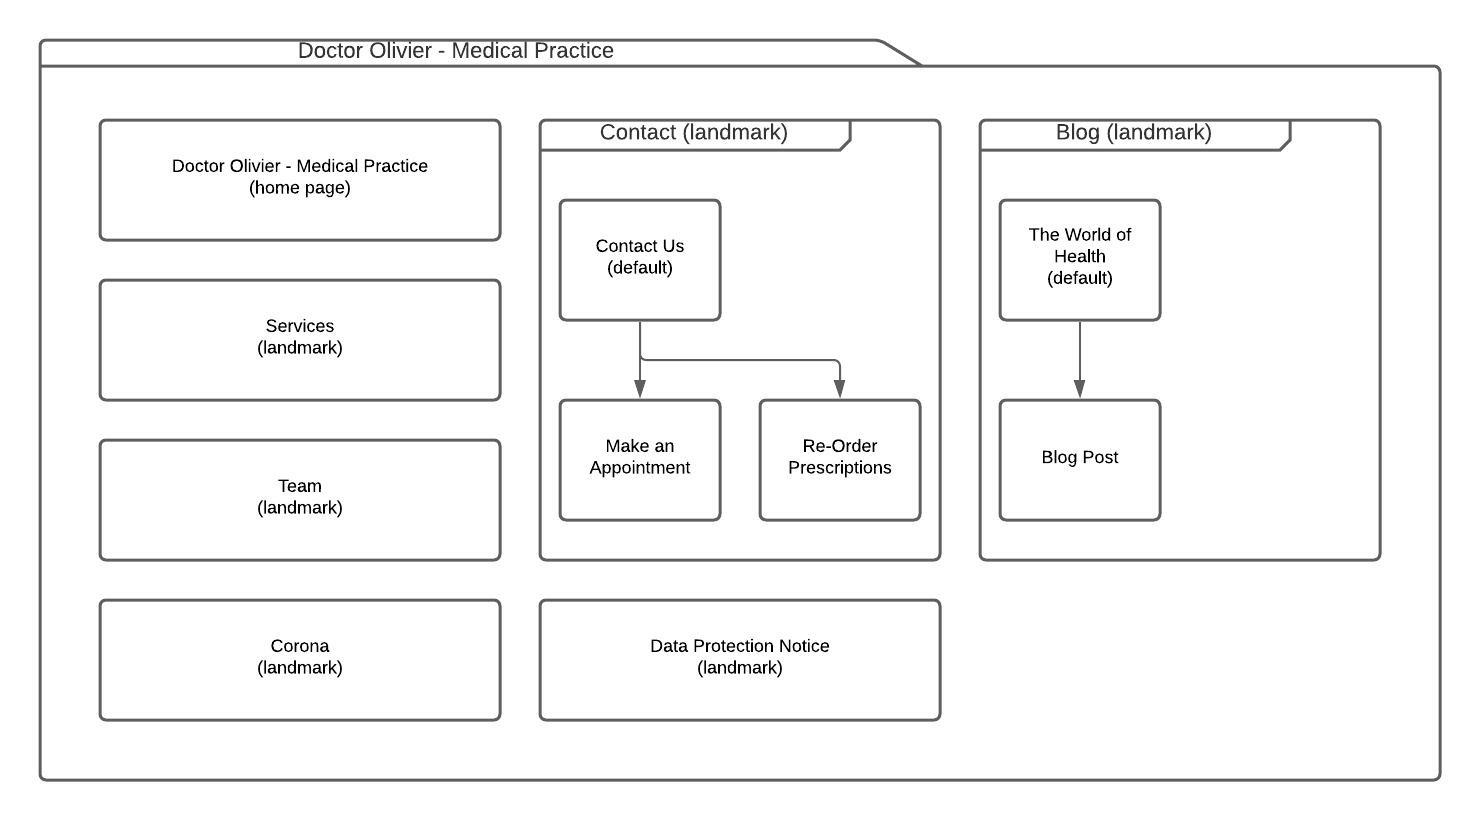 Doctor Olivier - Medical Practice
Doctor Olivier - Medical Practice
(home page)
Services
(landmark)
Team
(landmark)
Corona
(landmark)
Contact (landmark)
Contact Us
(default)
Make an
Appointment
Re-Order
Prescriptions
Data Protection Notice
(landmark)
Blog (landmark)
The World of
Health
(default)
Blog Post